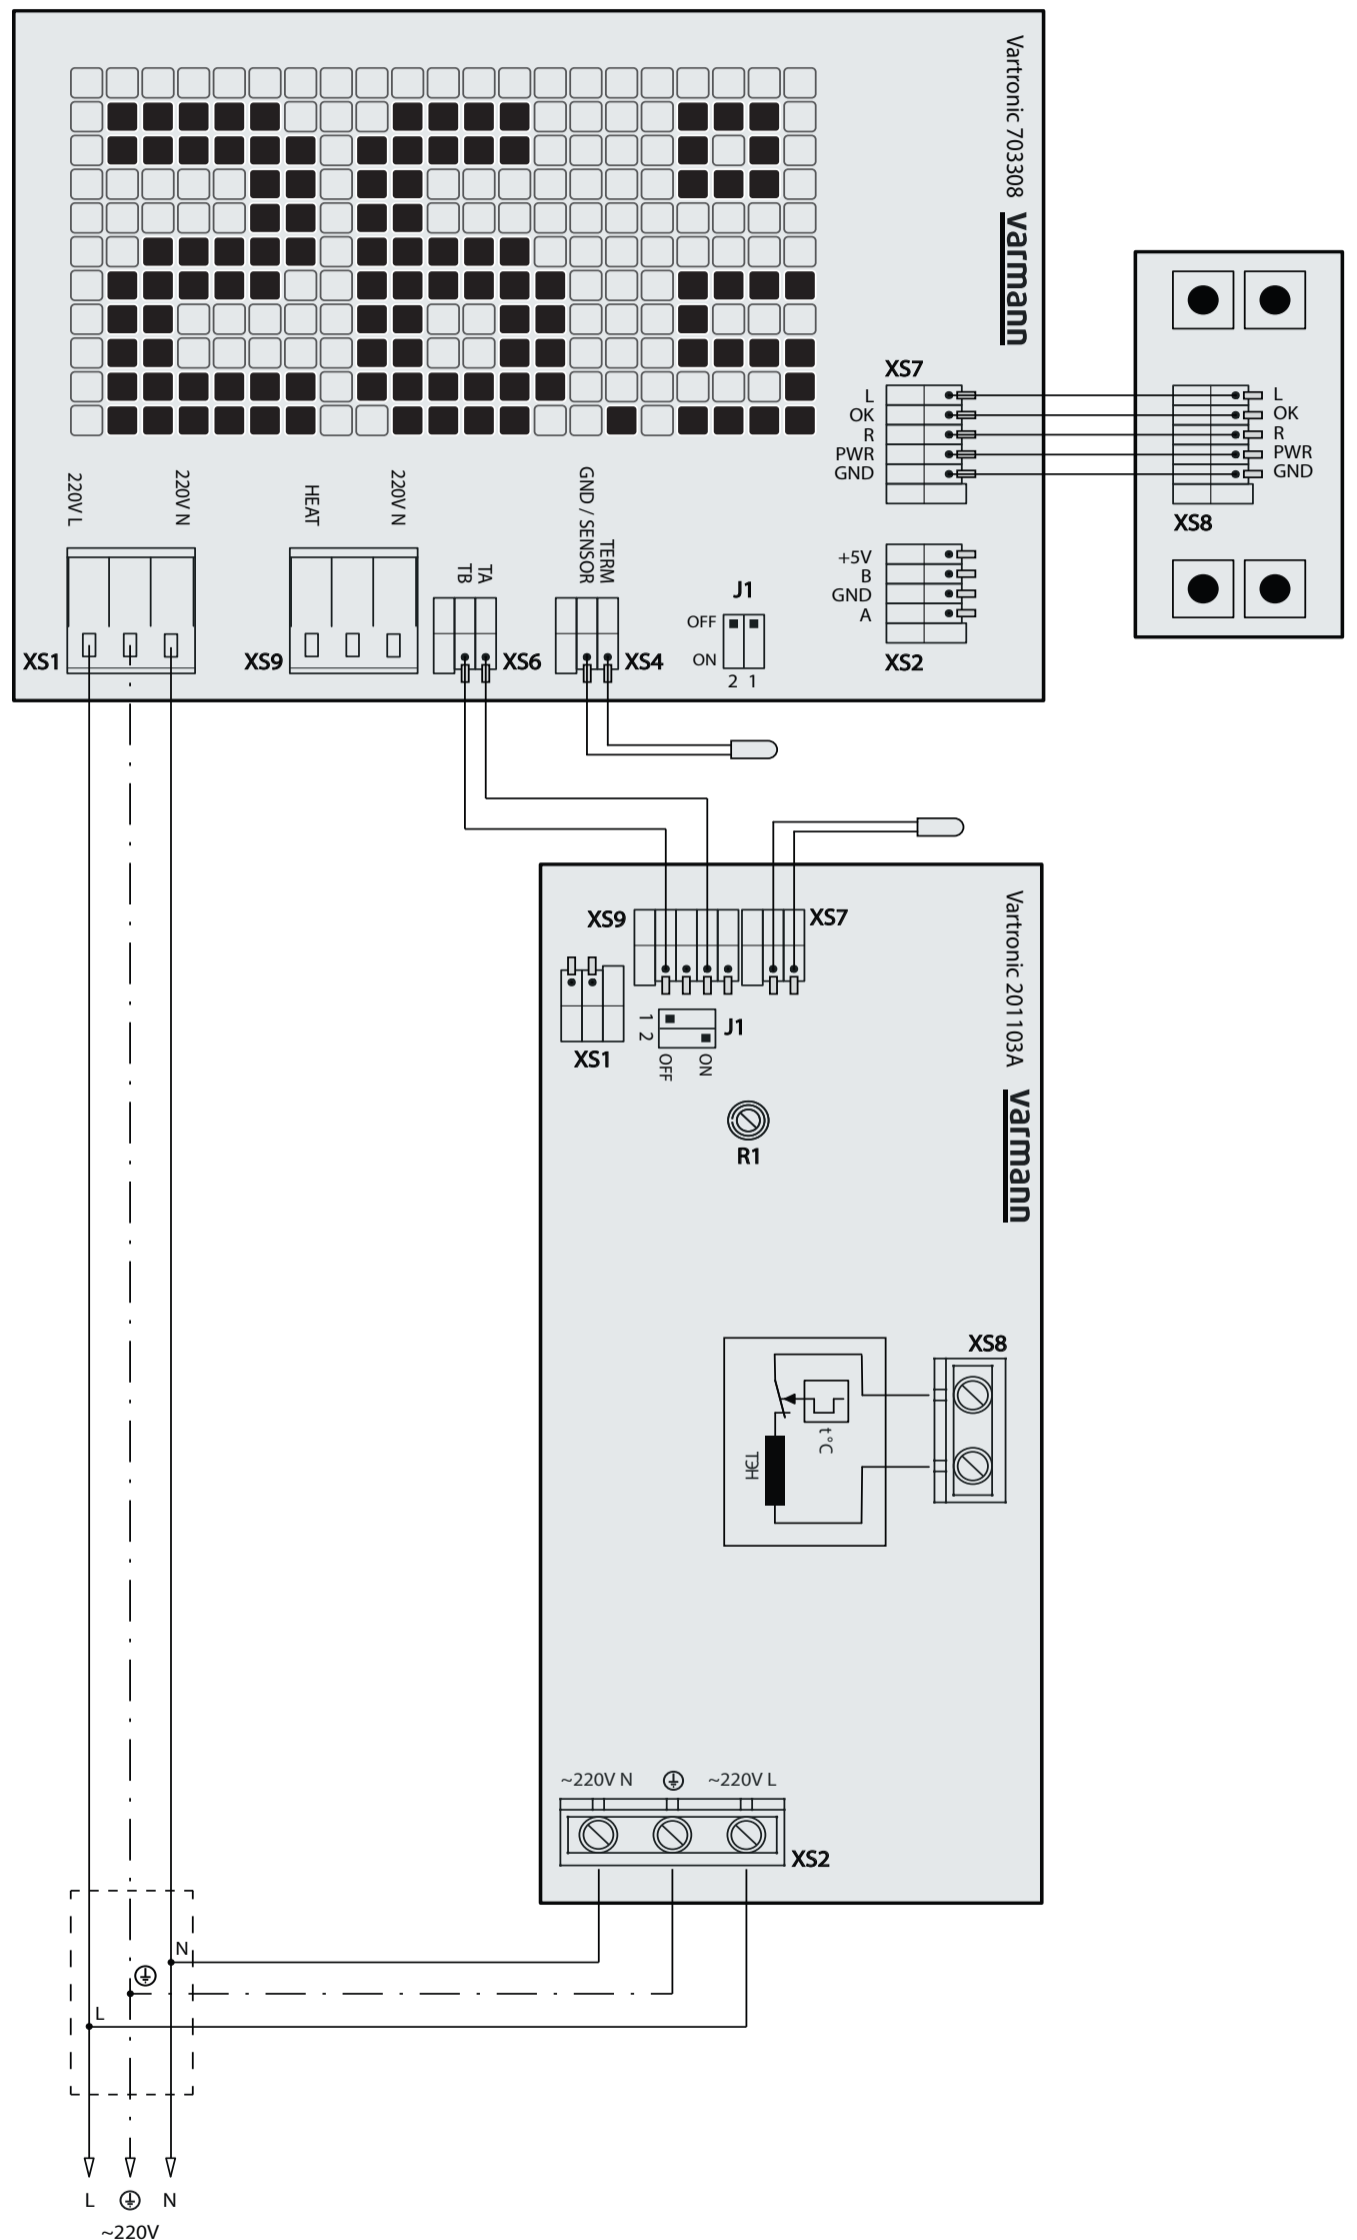 Vartronic 703308 varmann
26.5
XS7
L
OK
R
PWR
GND
L
OK
R
PWR
GND
XS8
220V L
220V N
HEAT
220V N
TB
TA
GND / SENSOR
TERM
+5V
B
GND
A
XS2
J1
OFF
ON
2 1
XS1
XS9
XS6
XS4
Vartronic 201103A varmann
XS9
XS7
XS1
1
2
J1
OFF
ON
R1
XS8
t°C
ТЭН
~220V N
~220V L
XS2
N
L
L
N
~220V